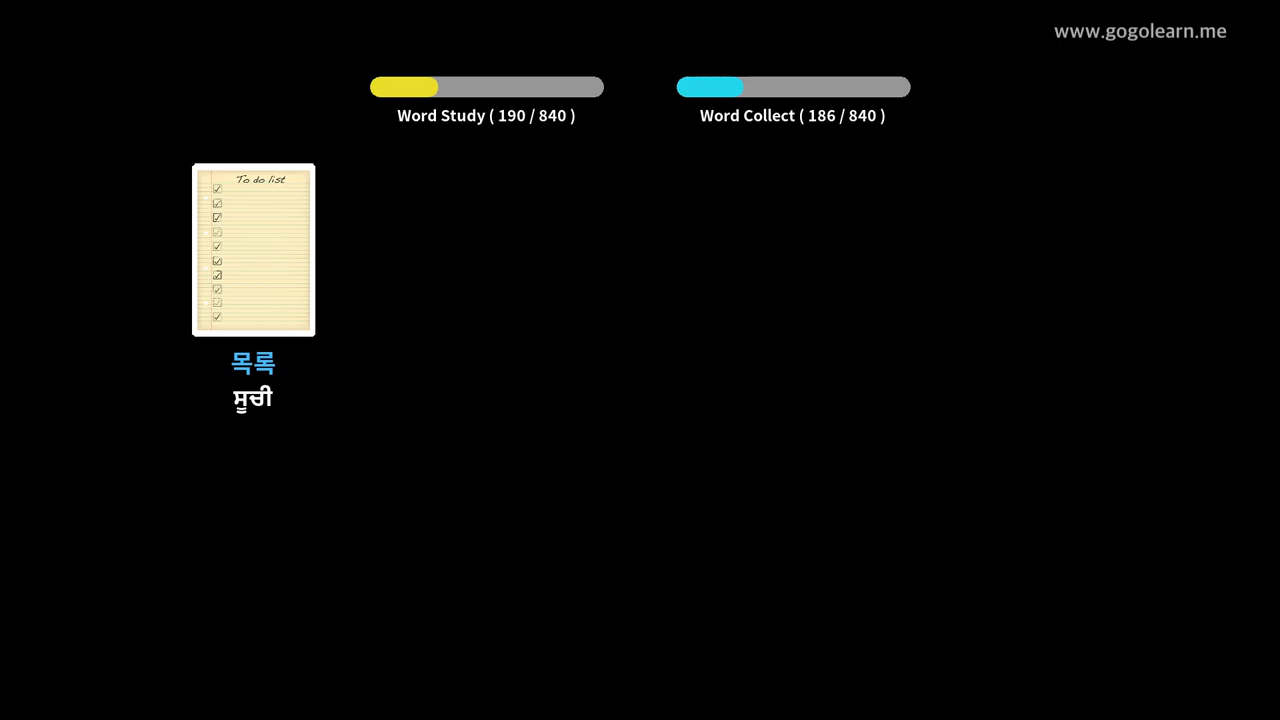 www.gogolearn.me
Word Study ( 190 / 840 )
Word Collect ( 186 / 840 )
To do list
목록
सूची